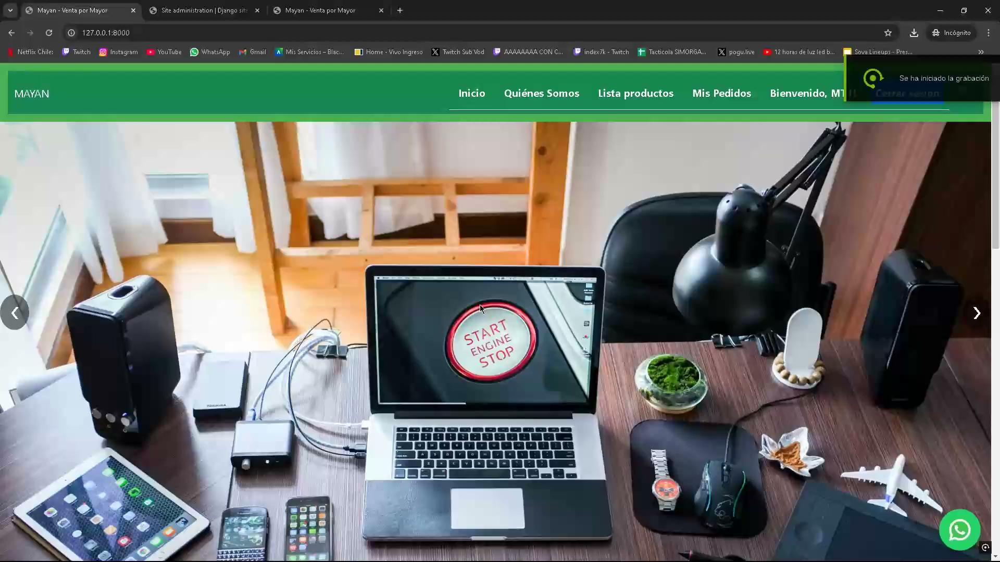 Mayan - Venta por Mayor
Site administration | Django site
Mayan - Venta por Mayor
127.0.0.1:8000
Incógnito
Netflix Chile:
Twitch
Instagram
YouTube
WhatsApp
Gmail
Mis Servicios – Blac...
Home - Vivo Ingreso
Twitch Sub Vod
AAAAAAAA CON C...
index7k - Twitch
Tacticola SIMORGA...
pogu.live
12 horas de luz led b...
Sova Lineups - Pres...
Se ha iniciado la grabación
MAYAN
Inicio
Quiénes Somos
Lista productos
Mis Pedidos
Bienvenido,
Cerrar sesión
START
ENGINE
STOP
TOSHIBA